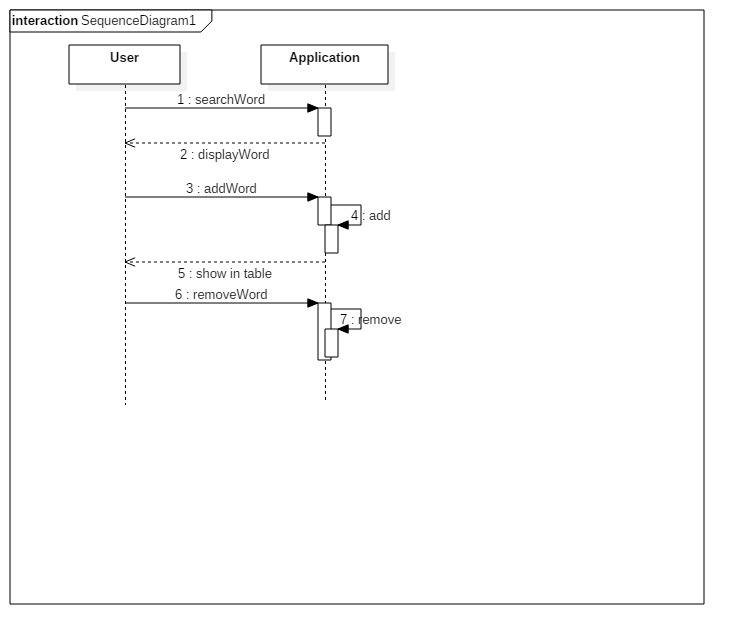 interaction SequenceDiagram1
User
Application
1 : searchWord
2 : displayWord
3 : addWord
4 : add
5 : show in table
6 : removeWord
7 : remove